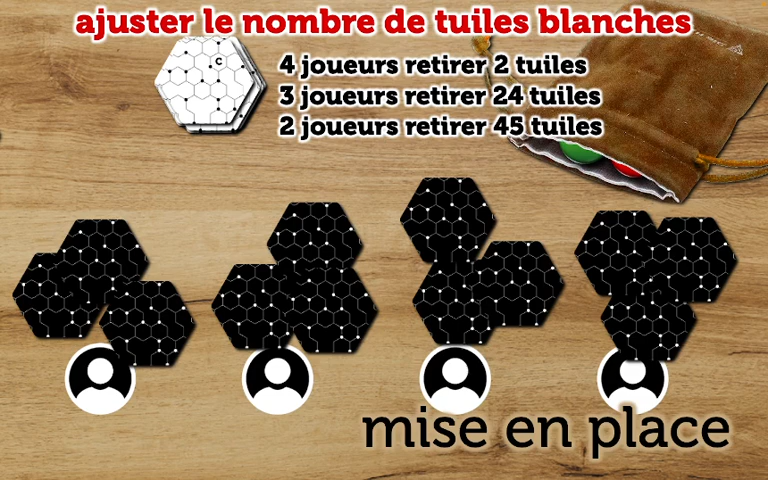 ajuster le nombre de tuiles blanches
C
4 joueurs retirer 2 tuiles
3 joueurs retirer 24 tuiles
2 joueurs retirer 45 tuiles
mise en place